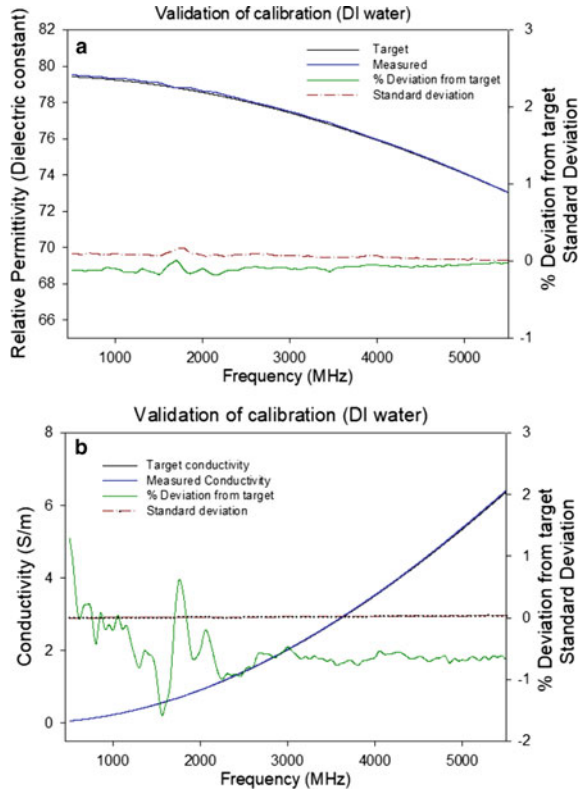 Validation of calibration (DI water)
a
Target
Measured
% Deviation from target
Standard deviation
Relative Permittivity (Dielectric constant)
82
80
78
76
74
72
70
68
66
3
2
1
0
-1
% Deviation from target
Standard Deviation
1000 2000 3000 4000 5000
Frequency (MHz)
Validation of calibration (DI water)
b
Target conductivity
Measured Conductivity
% Deviation from target
Standard deviation
Conductivity (S/m)
8
6
4
2
0
3
2
1
0
-1
-2
% Deviation from target
Standard Deviation
1000 2000 3000 4000 5000
Frequency (MHz)